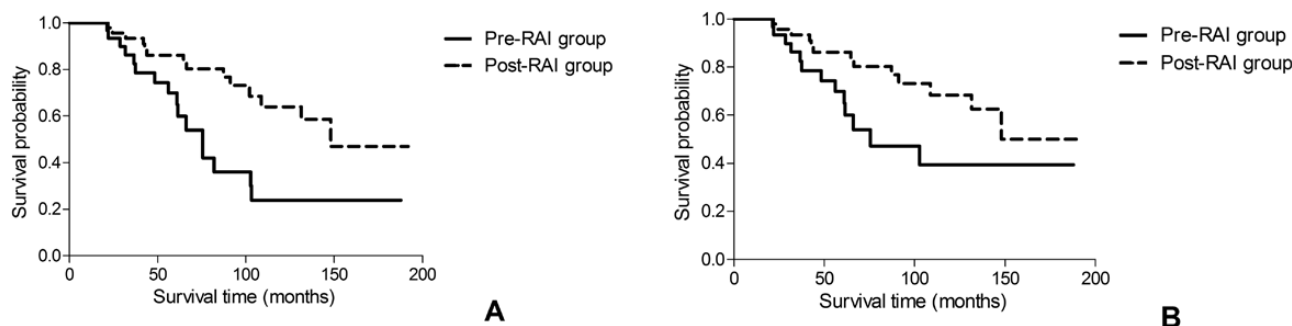 1.0
0.8
0.6
0.4
0.2
0.0
0 50 100 150 200
Survival probability
Survival time (months)
Pre-RAI group
Post-RAI group
A
1.0
0.8
0.6
0.4
0.2
0.0
0 50 100 150 200
Survival probability
Survival time (months)
Pre-RAI group
Post-RAI group
B